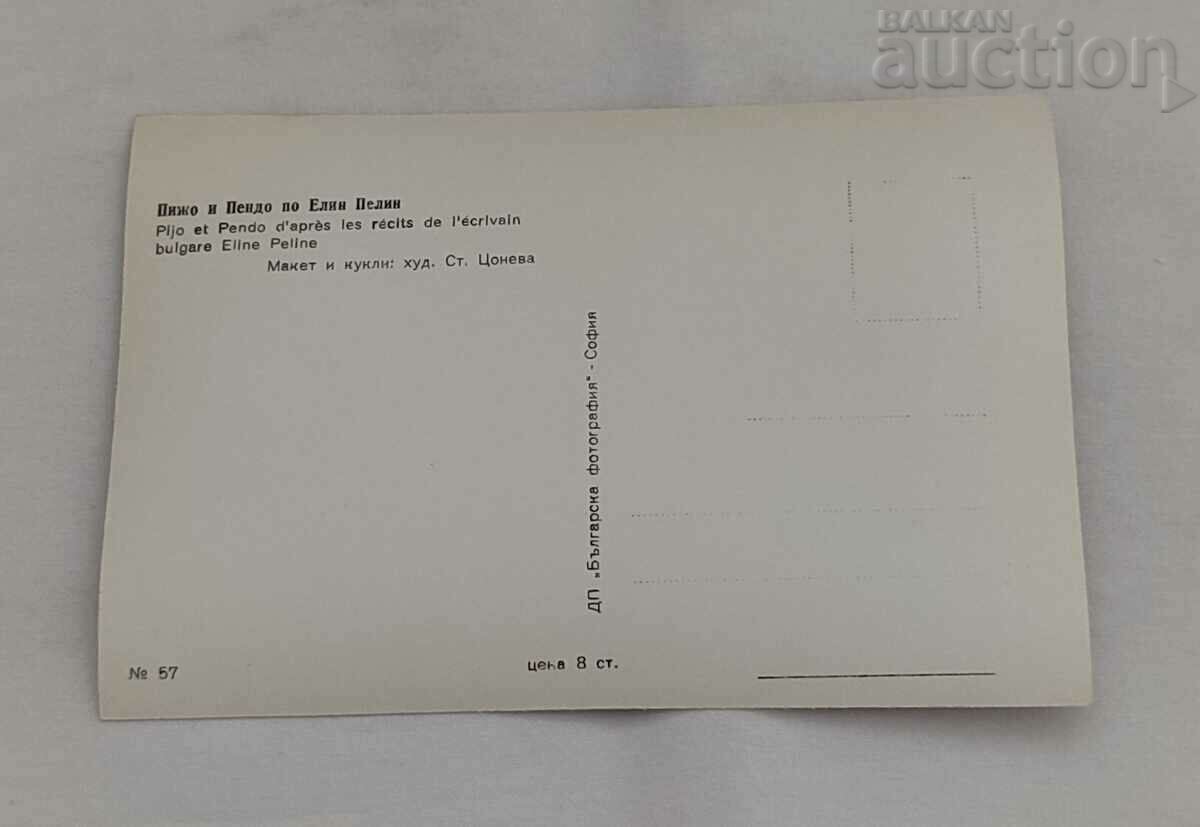 BALKAN
auction
Пижо и Пендо по Елин Пелин
Pijo et Pendo d'après les récits de l'écrivain
bulgare Eline Peline
Макет и кукли: худ. Ст. Цонева
ДП „Българска фотография“ - София
№ 57
цена 8 ст.